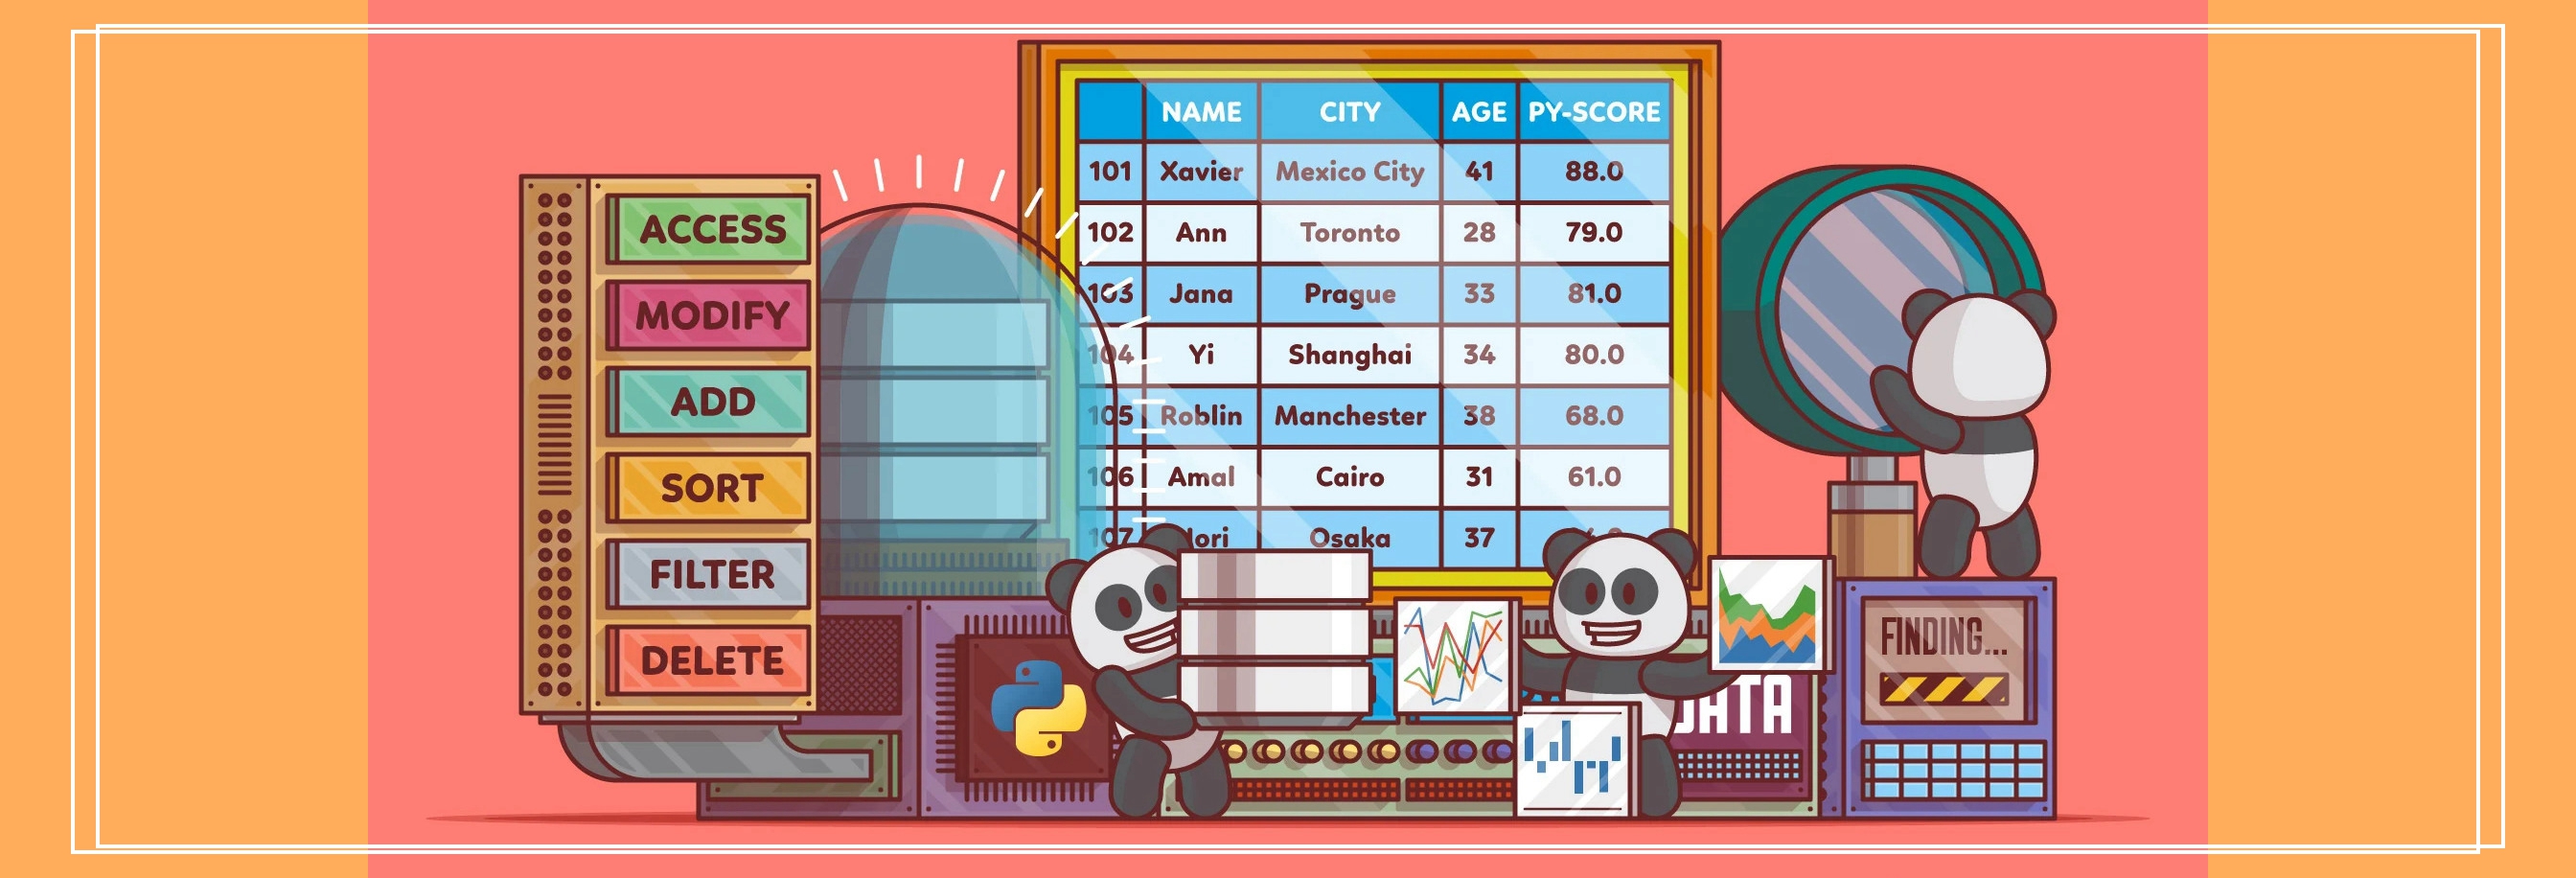 ACCESS
MODIFY
ADD
SORT
FILTER
DELETE
NAME CITY AGE PY-SCORE
101 Xavier Mexico City 41 88.0
102 Ann Toronto 28 79.0
103 Jana Prague 33 81.0
104 Yi Shanghai 34 80.0
105 Roblin Manchester 38 68.0
106 Amal Cairo 31 61.0
107 Osaka 37
FINDING...
DATA